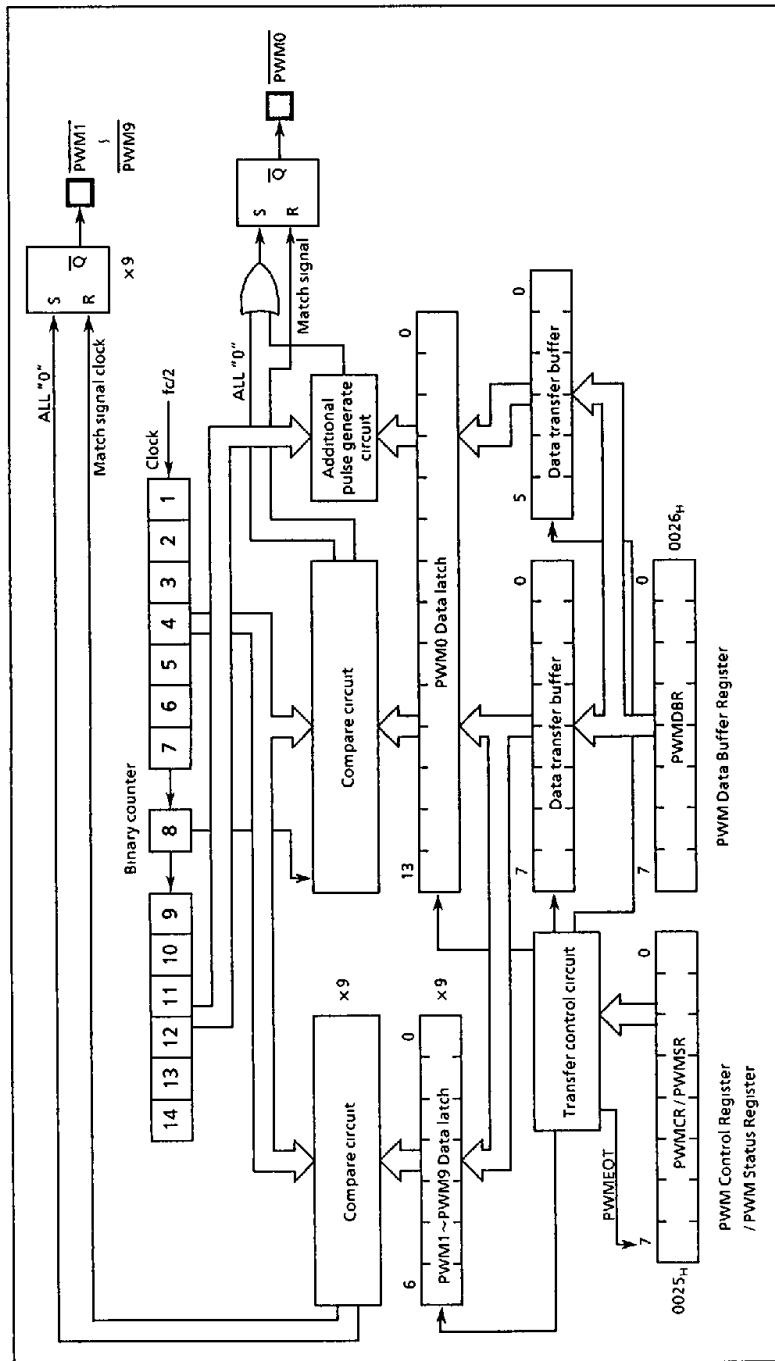 Binary counter
Clock
fc/2
14 13 12 11 10 9
8
7 6 5 4 3 2 1
ALL "0"
Match signal clock
S
R
Q
×9
PWM1
PWM9
Compare circuit
×9
Compare circuit
Additional
pulse generate
circuit
ALL "0"
Match signal
S
R
Q
PWM0
6
0
×9
PWM1~PWM9 Data latch
13
0
PWM0 Data latch
Transfer control circuit
7
0
Data transfer buffer
5
0
Data transfer buffer
PWMEOT
7
0
0025H
PWMCR / PWMSR
PWM Control Register
/ PWM Status Register
7
0
0026H
PWMDBR
PWM Data Buffer Register